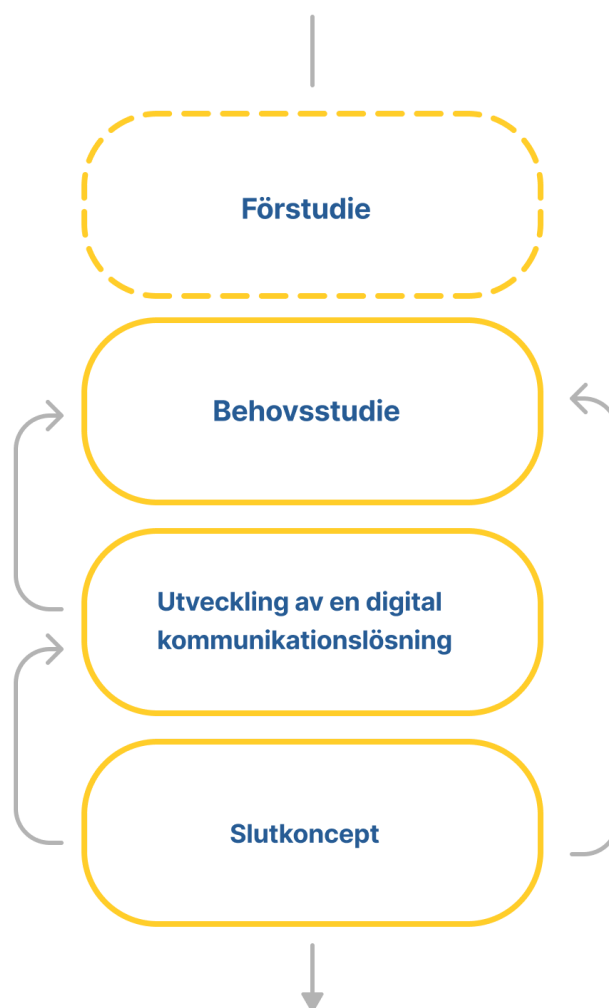 Förstudie
Behovsstudie
Utveckling av en digital
kommunikationslösning
Slutkoncept